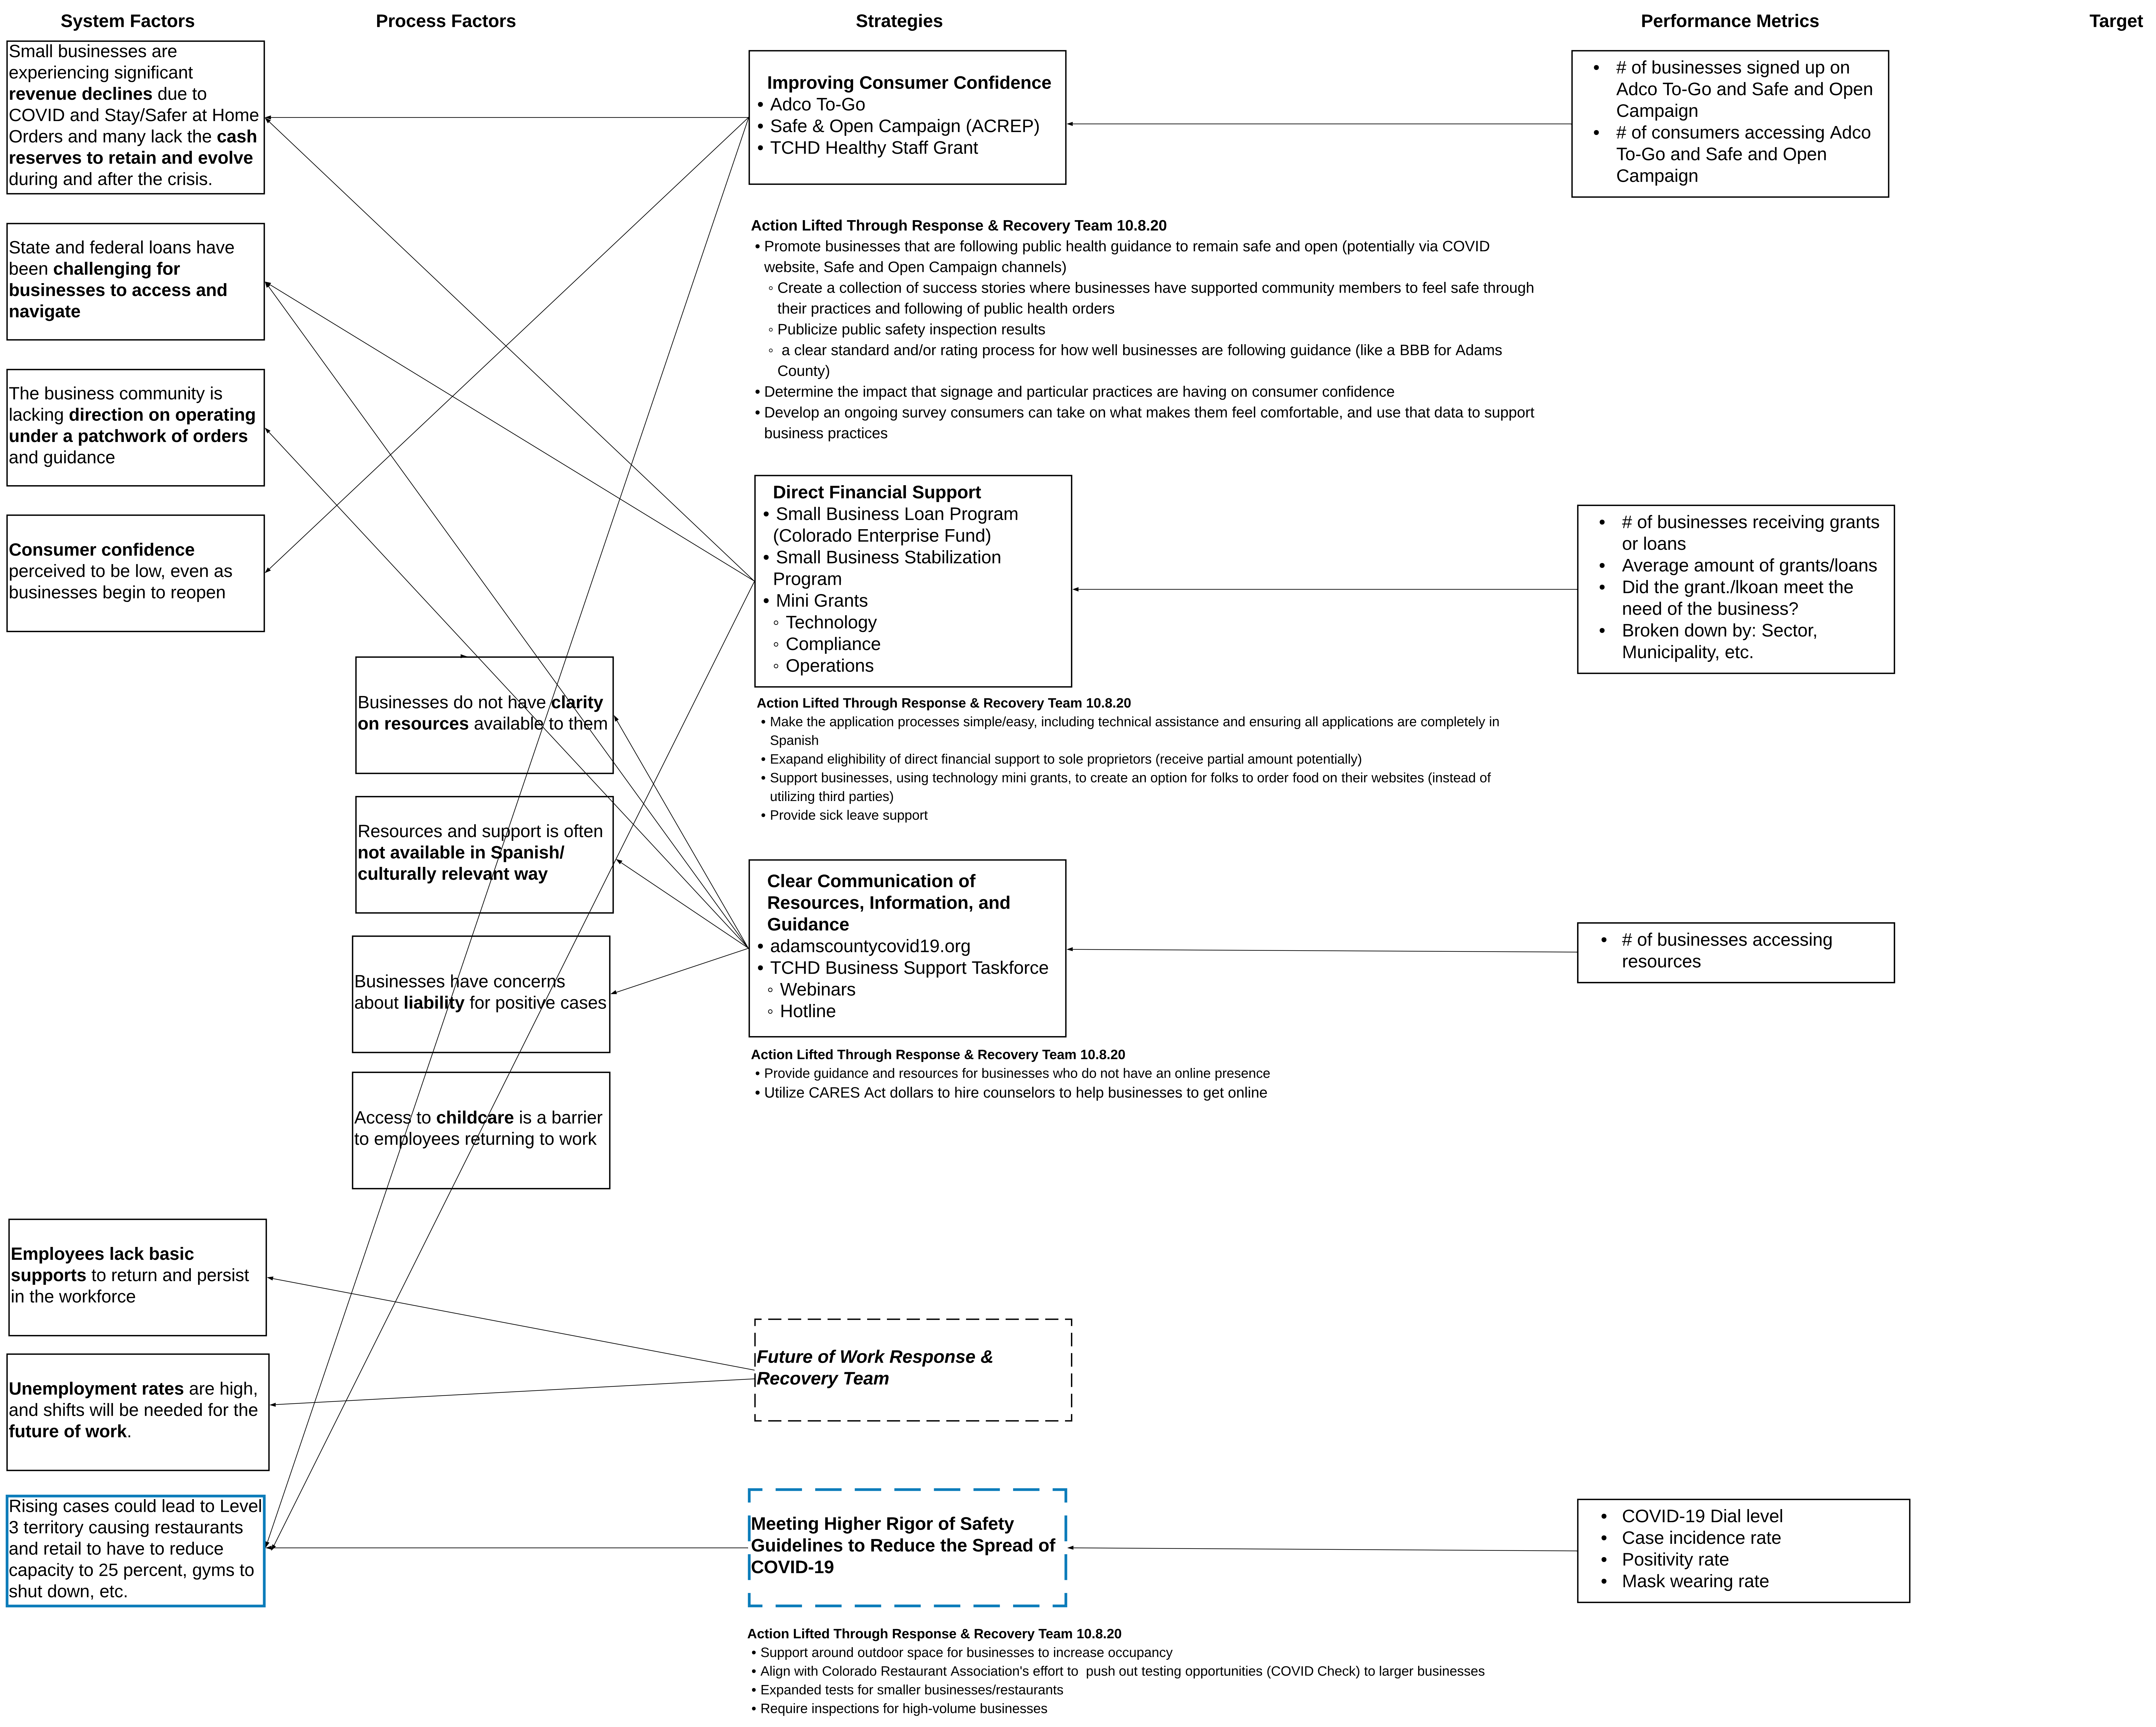 System Factors
Process Factors
Strategies
Performance Metrics
Target
Small businesses are
experiencing significant
revenue declines due to
COVID and Stay/Safer at Home
Orders and many lack the cash
reserves to retain and evolve
during and after the crisis.
State and federal loans have
been challenging for
businesses to access and
navigate
The business community is
lacking direction on operating
under a patchwork of orders
and guidance
Consumer confidence
perceived to be low, even as
businesses begin to reopen
Employees lack basic
supports to return and persist
in the workforce
Unemployment rates are high,
and shifts will be needed for the
future of work.
Rising cases could lead to Level
3 territory causing restaurants
and retail to have to reduce
capacity to 25 percent, gyms to
shut down, etc.
Businesses do not have clarity
on resources available to them
Resources and support is often
not available in Spanish/
culturally relevant way
Businesses have concerns
about liability for positive cases
Access to childcare is a barrier
to employees returning to work
Improving Consumer Confidence
• Adco To-Go
• Safe & Open Campaign (ACREP)
• TCHD Healthy Staff Grant
Action Lifted Through Response & Recovery Team 10.8.20
• Promote businesses that are following public health guidance to remain safe and open (potentially via COVID
website, Safe and Open Campaign channels)
◦ Create a collection of success stories where businesses have supported community members to feel safe through
their practices and following of public health orders
◦ Publicize public safety inspection results
◦ a clear standard and/or rating process for how well businesses are following guidance (like a BBB for Adams
County)
• Determine the impact that signage and particular practices are having on consumer confidence
• Develop an ongoing survey consumers can take on what makes them feel comfortable, and use that data to support
business practices
Direct Financial Support
• Small Business Loan Program
(Colorado Enterprise Fund)
• Small Business Stabilization
Program
• Mini Grants
◦ Technology
◦ Compliance
◦ Operations
Action Lifted Through Response & Recovery Team 10.8.20
• Make the application processes simple/easy, including technical assistance and ensuring all applications are completely in
Spanish
• Exapand elighibility of direct financial support to sole proprietors (receive partial amount potentially)
• Support businesses, using technology mini grants, to create an option for folks to order food on their websites (instead of
utilizing third parties)
• Provide sick leave support
Clear Communication of
Resources, Information, and
Guidance
• adamscountycovid19.org
• TCHD Business Support Taskforce
◦ Webinars
◦ Hotline
Action Lifted Through Response & Recovery Team 10.8.20
• Provide guidance and resources for businesses who do not have an online presence
• Utilize CARES Act dollars to hire counselors to help businesses to get online
Future of Work Response &
Recovery Team
Meeting Higher Rigor of Safety
Guidelines to Reduce the Spread of
COVID-19
Action Lifted Through Response & Recovery Team 10.8.20
• Support around outdoor space for businesses to increase occupancy
• Align with Colorado Restaurant Association's effort to push out testing opportunities (COVID Check) to larger businesses
• Expanded tests for smaller businesses/restaurants
• Require inspections for high-volume businesses
• # of businesses signed up on
Adco To-Go and Safe and Open
Campaign
• # of consumers accessing Adco
To-Go and Safe and Open
Campaign
• # of businesses receiving grants
or loans
• Average amount of grants/loans
• Did the grant./lkoan meet the
need of the business?
• Broken down by: Sector,
Municipality, etc.
• # of businesses accessing
resources
• COVID-19 Dial level
• Case incidence rate
• Positivity rate
• Mask wearing rate